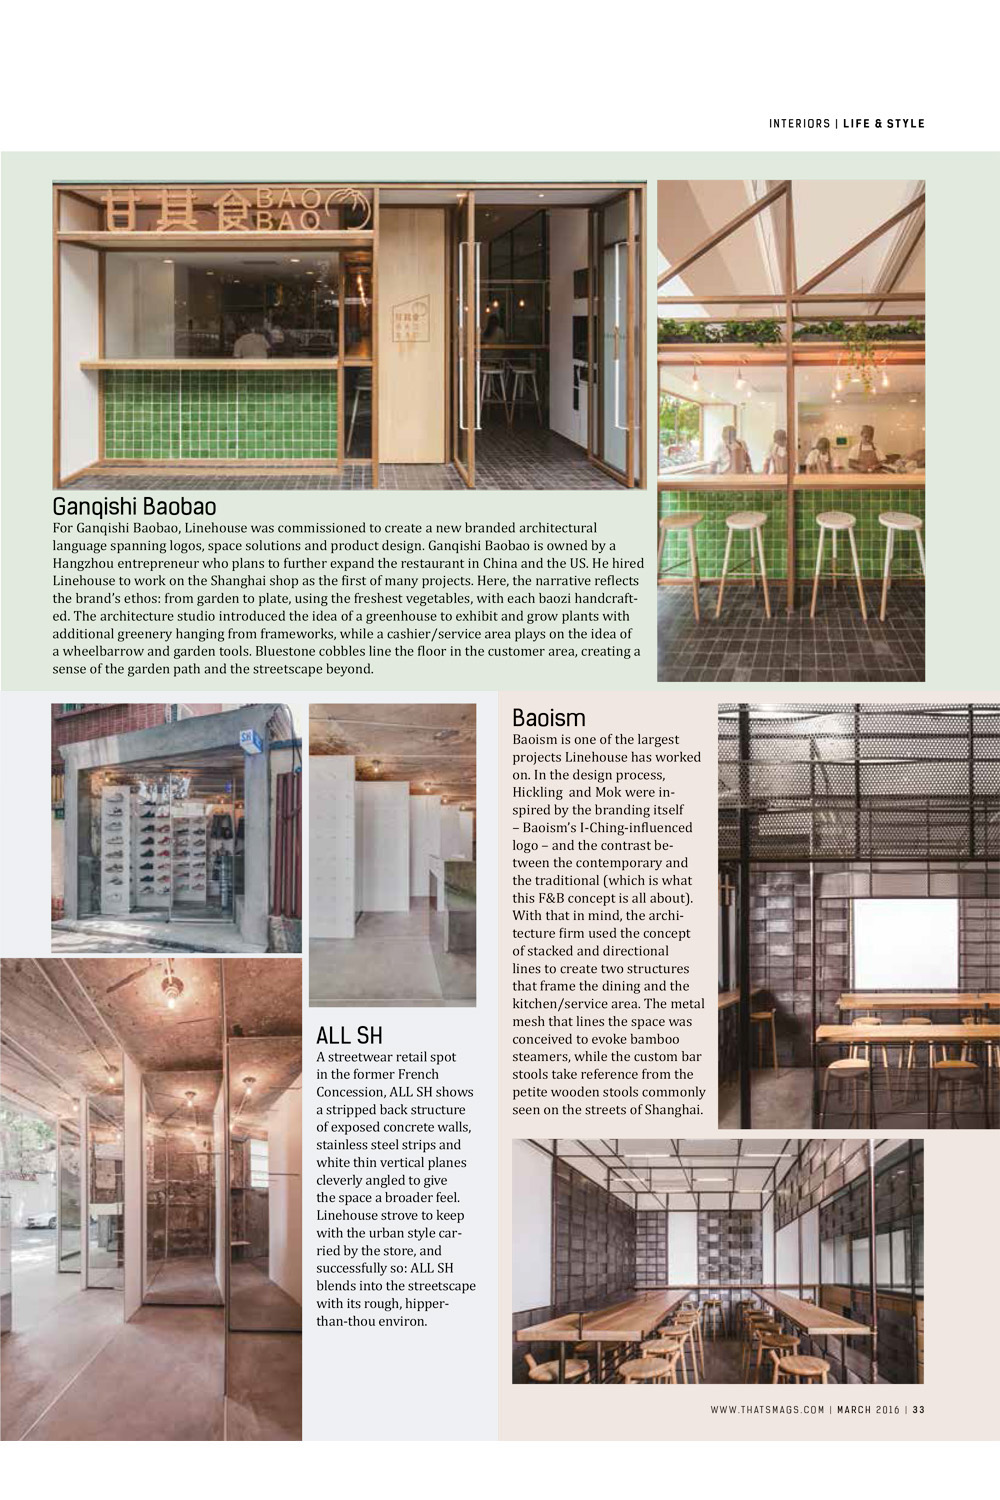 INTERIORS | LIFE & STYLE
甘其食 BAO
BAO
甘其食
Ganqishi Baobao
For Ganqishi Baobao, Linehouse was commissioned to create a new branded architectural
language spanning logos, space solutions and product design. Ganqishi Baobao is owned by a
Hangzhou entrepreneur who plans to further expand the restaurant in China and the US. He hired
Linehouse to work on the Shanghai shop as the first of many projects. Here, the narrative reflects
the brand's ethos: from garden to plate, using the freshest vegetables, with each baozi handcraft-
ed. The architecture studio introduced the idea of a greenhouse to exhibit and grow plants with
additional greenery hanging from frameworks, while a cashier/service area plays on the idea of
a wheelbarrow and garden tools. Bluestone cobbles line the floor in the customer area, creating a
sense of the garden path and the streetscape beyond.
SH
ALL SH
A streetwear retail spot
in the former French
Concession, ALL SH shows
a stripped back structure
of exposed concrete walls,
stainless steel strips and
white thin vertical planes
cleverly angled to give
the space a broader feel.
Linehouse strove to keep
with the urban style car-
ried by the store, and
successfully so: ALL SH
blends into the streetscape
with its rough, hipper-
than-thou environ.
Baoism
Baoism is one of the largest
projects Linehouse has worked
on. In the design process,
Hickling and Mok were in-
spired by the branding itself
– Baoism's I-Ching-influenced
logo – and the contrast be-
tween the contemporary and
the traditional (which is what
this F&B concept is all about).
With that in mind, the archi-
tecture firm used the concept
of stacked and directional
lines to create two structures
that frame the dining and the
kitchen/service area. The metal
mesh that lines the space was
conceived to evoke bamboo
steamers, while the custom bar
stools take reference from the
petite wooden stools commonly
seen on the streets of Shanghai.
WWW.THATSMAGS.COM | MARCH 2016 | 33